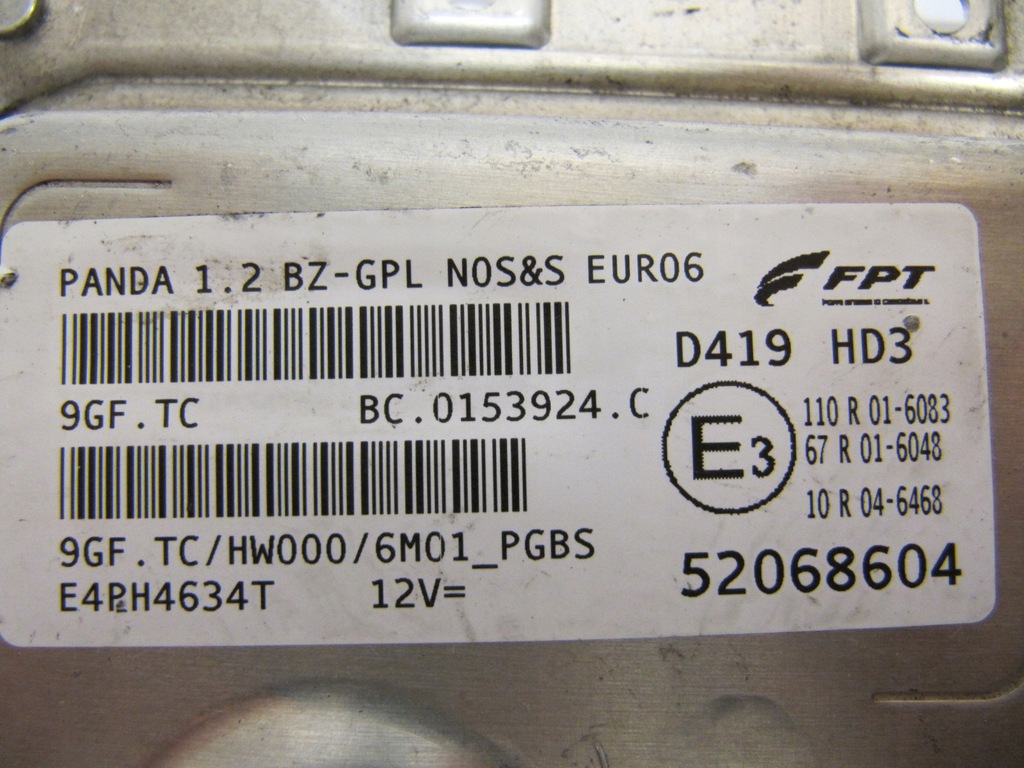 PANDA 1.2 BZ-GPL NOS&S EURO6
FPT
D419 HD3
9GF.TC BC.0153924.C
E3
110 R 01-6083
67 R 01-6048
10 R 04-6468
9GF.TC/HW000/6M01_PGBS
E4PH4634T 12V=
52068604